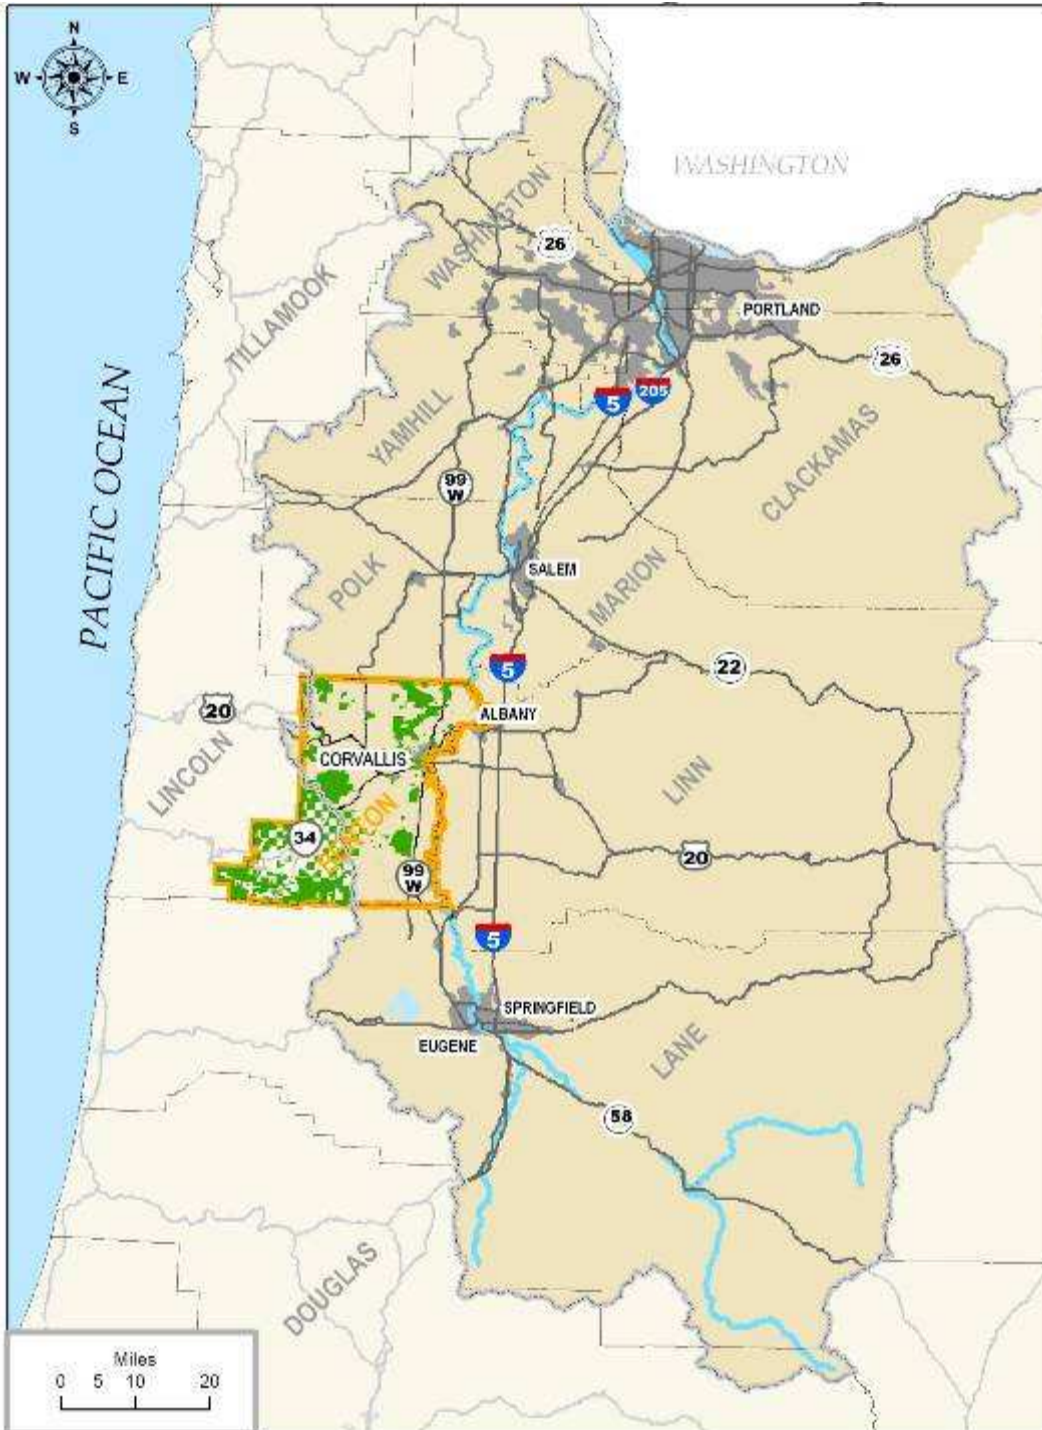 N
W E
S
WASHINGTON
WASHINGTON
26
PORTLAND
TILLAMOOK
26
5
205
PACIFIC OCEAN
YAMHILL
CLACKAMAS
99
W
POLK
SALEM
MARION
5
22
20
ALBANY
LINCOLN
CORVALLIS
LINN
BENTON
34
20
99
W
5
SPRINGFIELD
EUGENE
LANE
58
DOUGLAS
Miles
0 5 10 20